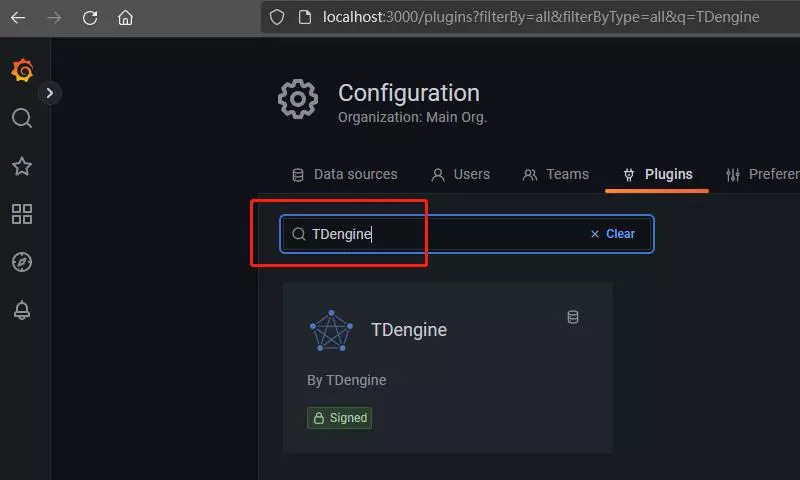 localhost:3000/plugins?filterBy=all&filterByType=all&q=TDengine
Configuration
Organization: Main Org.
Data sources Users Teams Plugins Preferen
TDengine Clear
TDengine
By TDengine
Signed